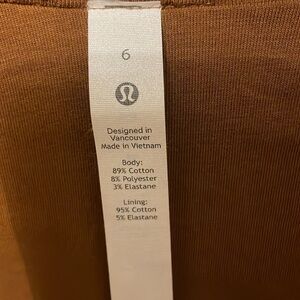 6
Designed in
Vancouver
Made in Vietnam
Body:
89% Cotton
8% Polyester
3% Elastane
Lining:
95% Cotton
5% Elastane